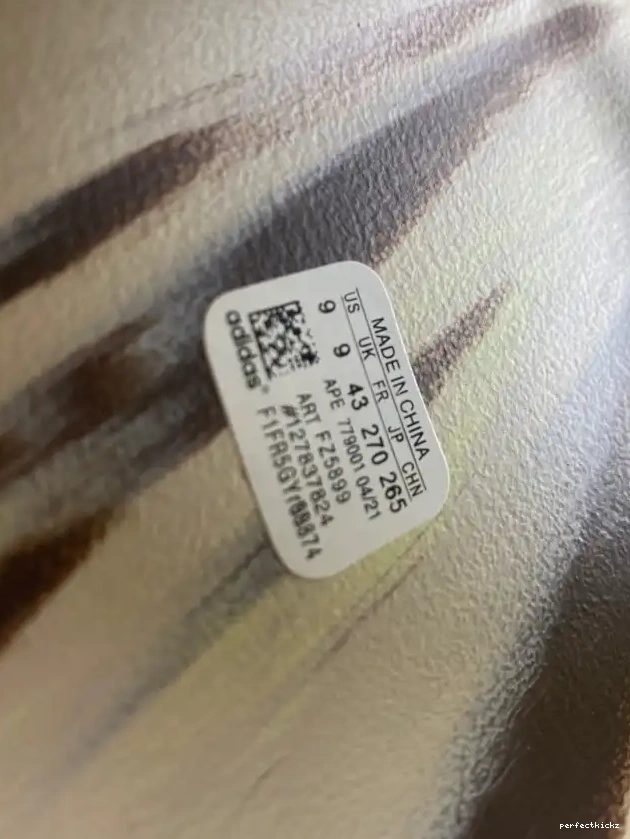 MADE IN CHINA
US UK FR JP CHN
9 9 43 270 265
APE 779001 04/21
ART FZ5899
#127837824
adidas
perfectkickz